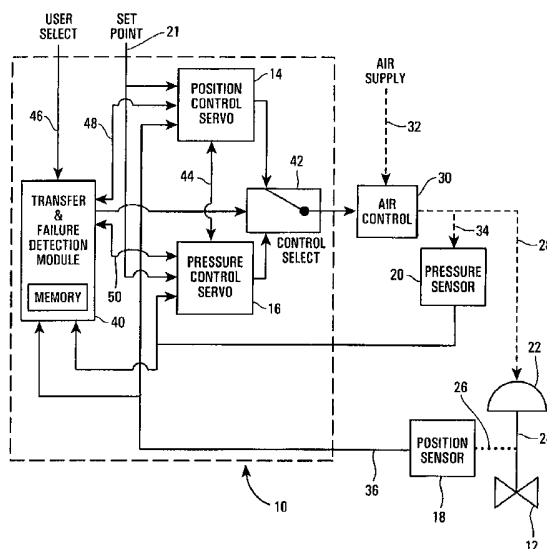 USER
SELECT
SET
POINT
21
AIR
SUPPLY
14
POSITION
CONTROL
SERVO
46
48
32
42
44
30
TRANSFER
&
FAILURE
DETECTION
MODULE
AIR
CONTROL
CONTROL
SELECT
34
28
PRESSURE
CONTROL
SERVO
20
PRESSURE
SENSOR
MEMORY
50
16
40
22
26
24
POSITION
SENSOR
36
10
18
12